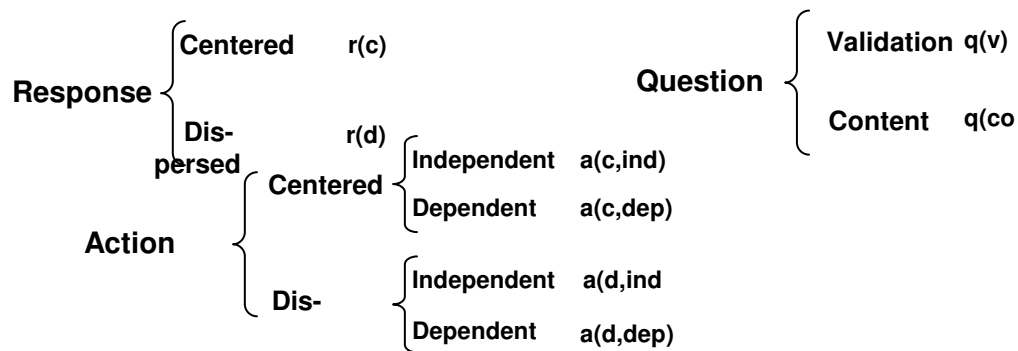 Centered r(c)
Response
Dis-
persed r(d)
Question
Validation q(v)
Content q(co
Action
Centered
Independent a(c,ind)
Dependent a(c,dep)
Dis-
Independent a(d,ind
Dependent a(d,dep)